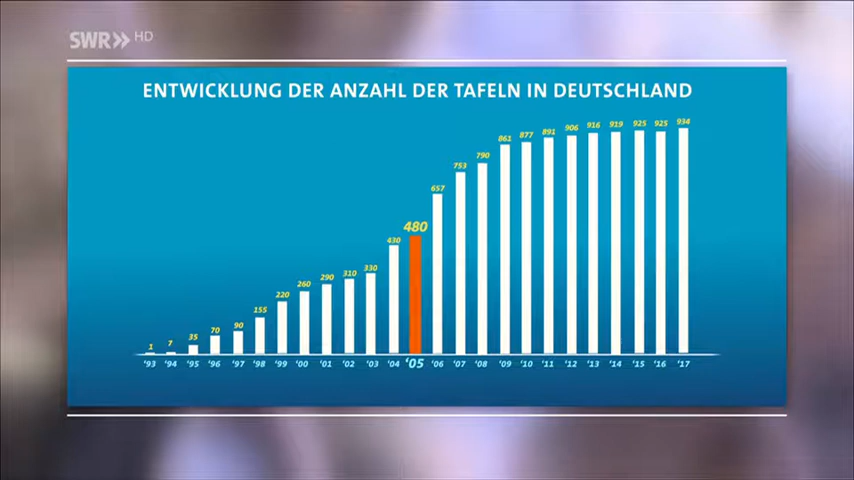 SWR HD
ENTWICKLUNG DER ANZAHL DER TAFELN IN DEUTSCHLAND
1 7 35 70 90 155 220 260 290 310 330 430 480 657 753 790 861 877 891 906 916 919 925 925 934
'93 '94 '95 '96 '97 '98 '99 '00 '01 '02 '03 '04 '05 '06 '07 '08 '09 '10 '11 '12 '13 '14 '15 '16 '17